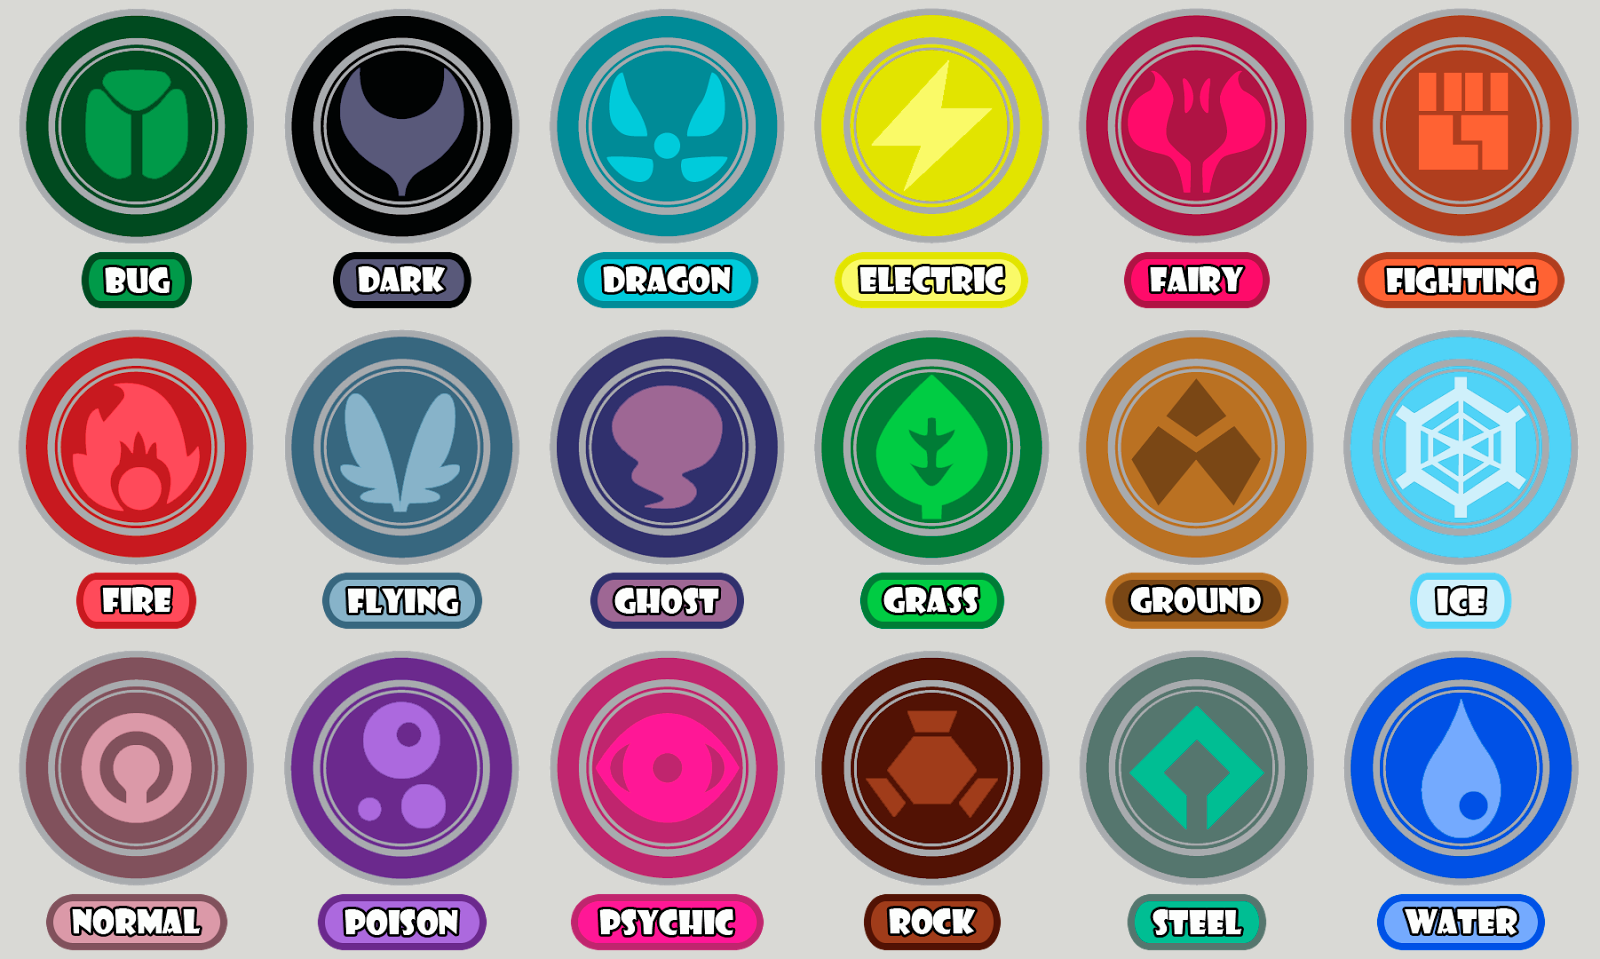 BUG
DARK
DRAGON
ELECTRIC
FAIRY
FIGHTING
FIRE
FLYING
GHOST
GRASS
GROUND
ICE
NORMAL
POISON
PSYCHIC
ROCK
STEEL
WATER